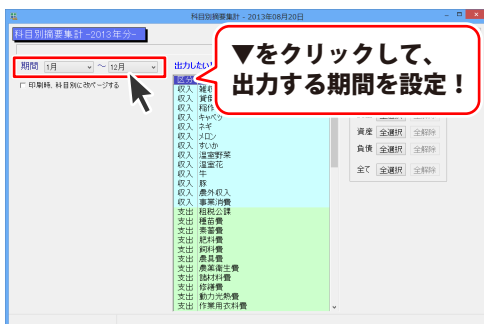 科目別摘要集計 - 2013年08月20日
科目別摘要集計 -2013年分-
▼をクリックして、
出力する期間を設定！
期間 1月 ～ 12月
出力したい
印刷時、科目別に改ページする
区分
収入 雑収
収入
収入 稲作
収入 キャベツ
収入 ネギ
収入 メロン
収入 すいか
収入 温室野菜
収入 温室花
収入 牛
収入 豚
収入 農外収入
収入 事業消費
支出 租税公課
支出 種苗費
支出 素畜費
支出 肥料費
支出 飼料費
支出 農具費
支出 農薬衛生費
支出 諸材料費
支出 修繕費
支出 動力光熱費
支出 作業用衣料費
資産 全選択 全解除
負債 全選択 全解除
全て 全選択 全解除